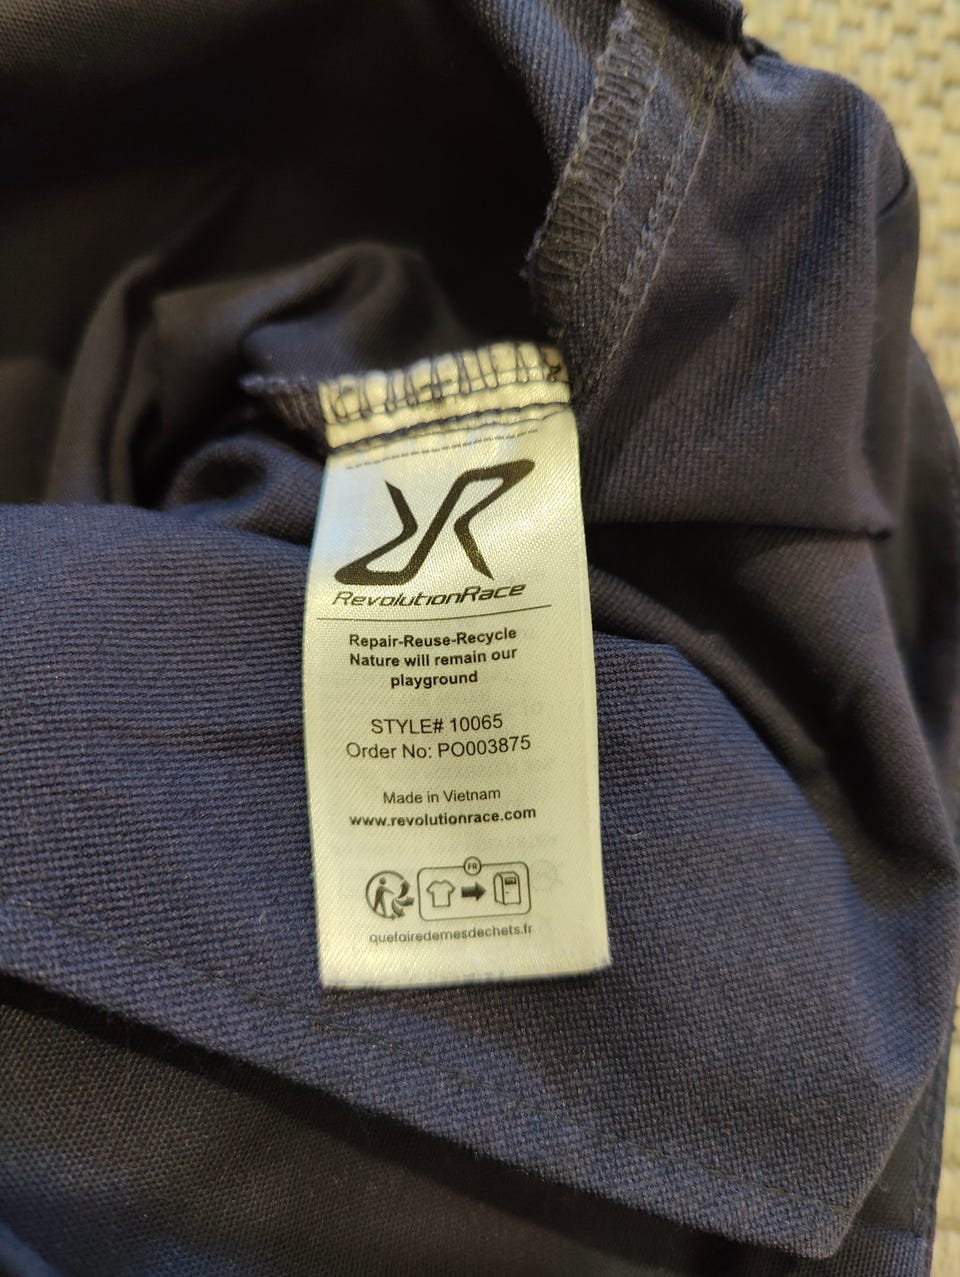 RevolutionRace
Repair-Reuse-Recycle
Nature will remain our
playground
STYLE# 10065
Order No: PO003875
Made in Vietnam
www.revolutionrace.com
FR
quefairedemesdechets.fr